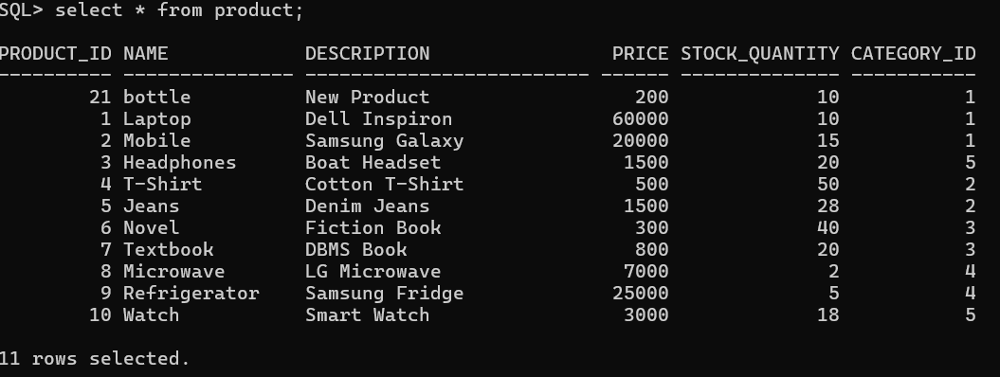 SQL> select * from product;
PRODUCT_ID NAME            DESCRIPTION                PRICE STOCK_QUANTITY CATEGORY_ID
---------- --------------- ------------------------- ------ -------------- -----------
        21 bottle          New Product                  200             10           1
         1 Laptop          Dell Inspiron              60000             10           1
         2 Mobile          Samsung Galaxy             20000             15           1
         3 Headphones      Boat Headset                1500             20           5
         4 T-Shirt         Cotton T-Shirt               500             50           2
         5 Jeans           Denim Jeans                 1500             28           2
         6 Novel           Fiction Book                 300             40           3
         7 Textbook        DBMS Book                    800             20           3
         8 Microwave       LG Microwave                7000              2           4
         9 Refrigerator    Samsung Fridge             25000              5           4
        10 Watch           Smart Watch                 3000             18           5
11 rows selected.